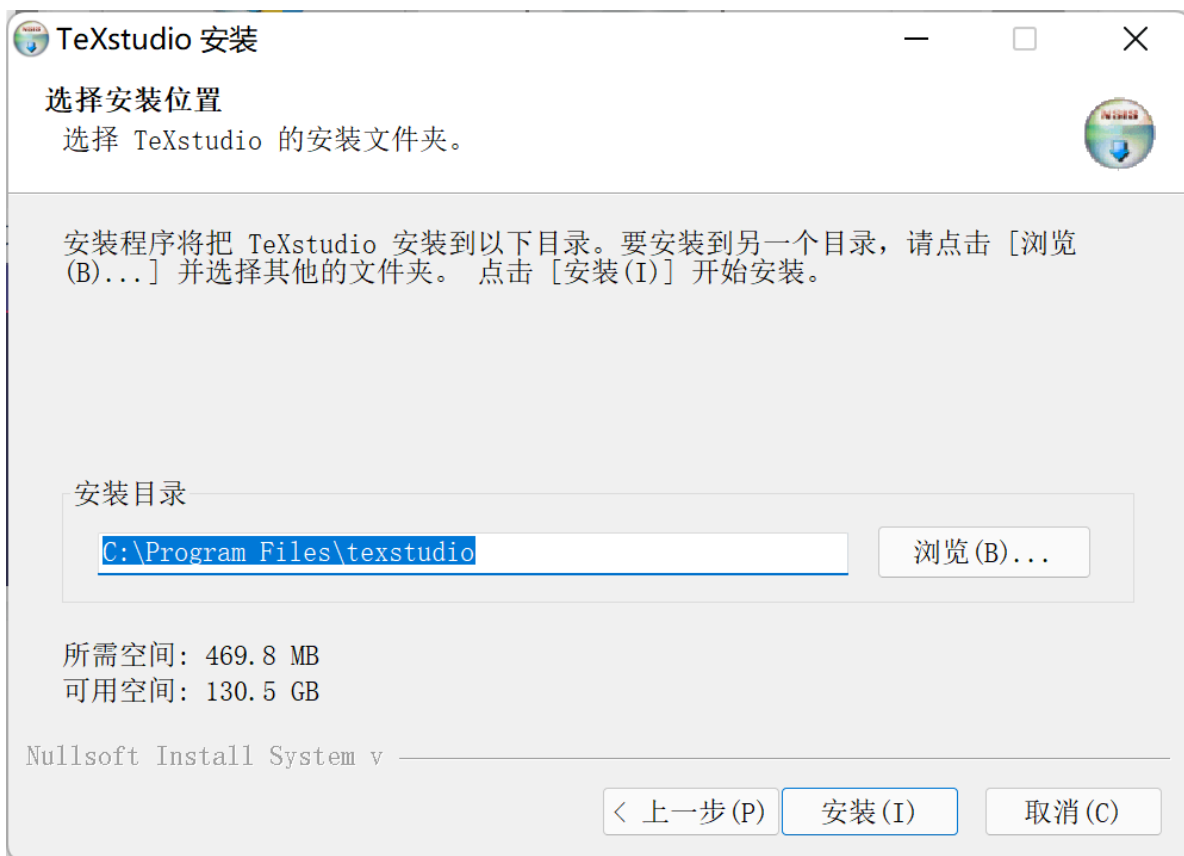 TeXstudio 安装
选择安装位置
选择 TeXstudio 的安装文件夹。
NSIS
安装程序将把 TeXstudio 安装到以下目录。要安装到另一个目录，请点击 [浏览
(B)...] 并选择其他的文件夹。 点击 [安装(I)] 开始安装。
安装目录
C:\Program Files\texstudio
浏览(B)...
所需空间: 469.8 MB
可用空间: 130.5 GB
Nullsoft Install System v
< 上一步(P)
安装(I)
取消(C)